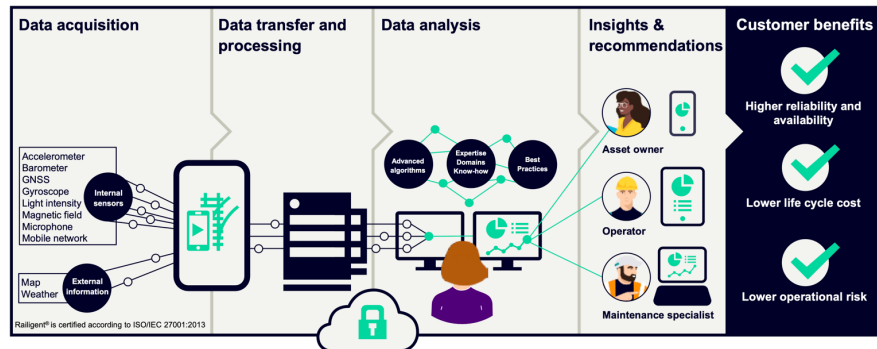 Data acquisition
Data transfer and
processing
Data analysis
Insights &
recommendations
Customer benefits
Accelerometer
Barometer
GNSS
Gyroscope
Light intensity
Magnetic field
Microphone
Mobile network
Internal
sensors
Map
Weather
External
information
Railigent® is certified according to ISO/IEC 27001:2013
Advanced
algorithms
Expertise
Domains
Know-how
Best
Practices
Asset owner
Operator
Maintenance specialist
Higher reliability and
availability
Lower life cycle cost
Lower operational risk